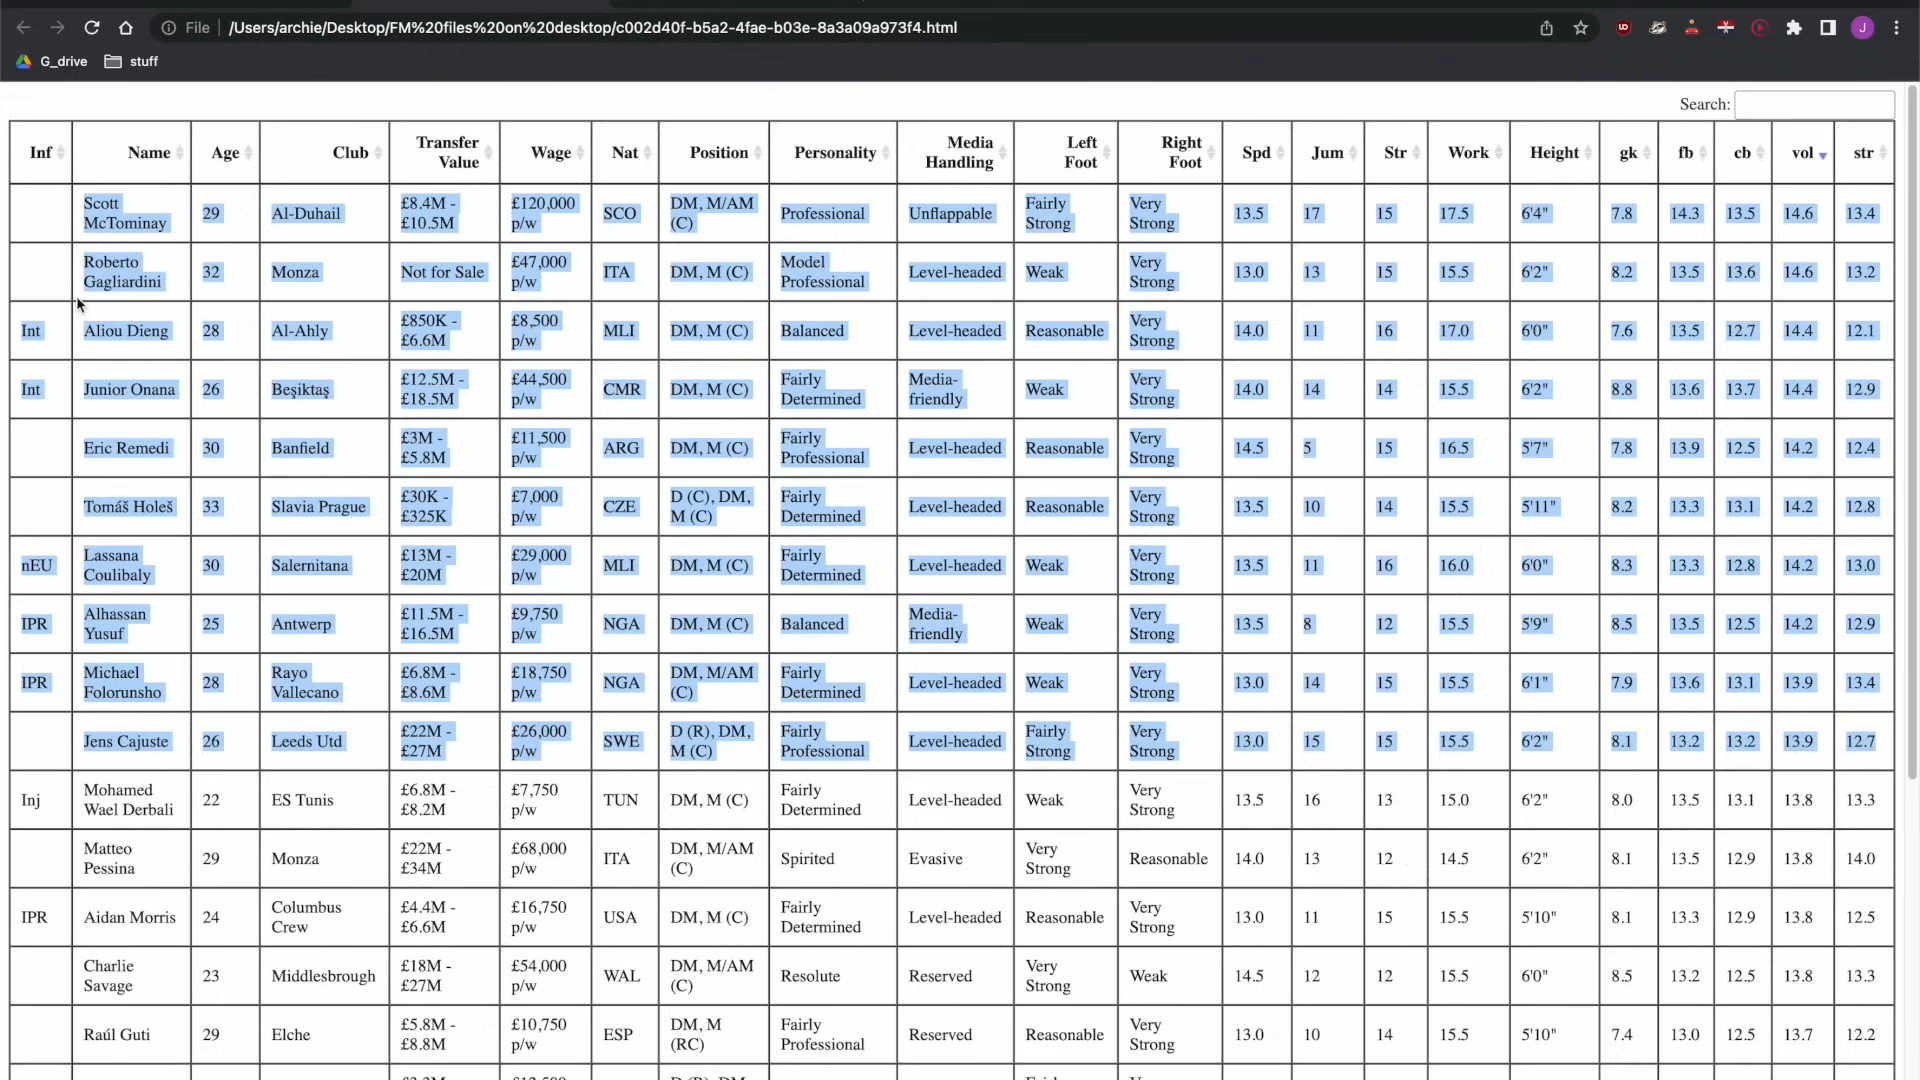 File /Users/archie/Desktop/FM%20files%20on%20desktop/c002d40f-b5a2-4fae-b03e-8a3a09a973f4.html J
G_drive stuff
Search:
Inf Name Age Club Transfer Value Wage Nat Position Personality Media Handling Left Foot Right Foot Spd Jum Str Work Height gk fb cb vol str
Scott McTominay 29 Al-Duhail £8.4M - £10.5M £120,000 p/w SCO DM, M/AM (C) Professional Unflappable Fairly Strong Very Strong 13.5 17 15 17.5 6'4" 7.8 14.3 13.5 14.6 13.4
Roberto Gagliardini 32 Monza Not for Sale £47,000 p/w ITA DM, M (C) Model Professional Level-headed Weak Very Strong 13.0 13 15 15.5 6'2" 8.2 13.5 13.6 14.6 13.2
Int Aliou Dieng 28 Al-Ahly £850K - £6.6M £8,500 p/w MLI DM, M (C) Balanced Level-headed Reasonable Very Strong 14.0 11 16 17.0 6'0" 7.6 13.5 12.7 14.4 12.1
Int Junior Onana 26 Beşiktaş £12.5M - £18.5M £44,500 p/w CMR DM, M (C) Fairly Determined Media-friendly Weak Very Strong 14.0 14 14 15.5 6'2" 8.8 13.6 13.7 14.4 12.9
Eric Remedi 30 Banfield £3M - £5.8M £11,500 p/w ARG DM, M (C) Fairly Professional Level-headed Reasonable Very Strong 14.5 5 15 16.5 5'7" 7.8 13.9 12.5 14.2 12.4
Tomáš Holeš 33 Slavia Prague £30K - £325K £7,000 p/w CZE D (C), DM, M (C) Fairly Determined Level-headed Reasonable Very Strong 13.5 10 14 15.5 5'11" 8.2 13.3 13.1 14.2 12.8
nEU Lassana Coulibaly 30 Salernitana £13M - £20M £29,000 p/w MLI DM, M (C) Fairly Determined Level-headed Weak Very Strong 13.5 11 16 16.0 6'0" 8.3 13.3 12.8 14.2 13.0
IPR Alhassan Yusuf 25 Antwerp £11.5M - £16.5M £9,750 p/w NGA DM, M (C) Balanced Media-friendly Weak Very Strong 13.5 8 12 15.5 5'9" 8.5 13.5 12.5 14.2 12.9
IPR Michael Folorunsho 28 Rayo Vallecano £6.8M - £8.6M £18,750 p/w NGA DM, M/AM (C) Fairly Determined Level-headed Weak Very Strong 13.0 14 15 15.5 6'1" 7.9 13.6 13.1 13.9 13.4
Jens Cajuste 26 Leeds Utd £22M - £27M £26,000 p/w SWE D (R), DM, M (C) Fairly Professional Level-headed Fairly Strong Very Strong 13.0 15 15 15.5 6'2" 8.1 13.2 13.2 13.9 12.7
Inj Mohamed Wael Derbali 22 ES Tunis £6.8M - £8.2M £7,750 p/w TUN DM, M (C) Fairly Determined Level-headed Weak Very Strong 13.5 16 13 15.0 6'2" 8.0 13.5 13.1 13.8 13.3
Matteo Pessina 29 Monza £22M - £34M £68,000 p/w ITA DM, M/AM (C) Spirited Evasive Very Strong Reasonable 14.0 13 12 14.5 6'2" 8.1 13.5 12.9 13.8 14.0
IPR Aidan Morris 24 Columbus Crew £4.4M - £6.6M £16,750 p/w USA DM, M (C) Fairly Determined Level-headed Reasonable Very Strong 13.0 11 15 15.5 5'10" 8.1 13.3 12.9 13.8 12.5
Charlie Savage 23 Middlesbrough £18M - £27M £54,000 p/w WAL DM, M/AM (C) Resolute Reserved Very Strong Weak 14.5 12 12 15.5 6'0" 8.5 13.2 12.5 13.8 13.3
Raúl Guti 29 Elche £5.8M - £8.8M £10,750 p/w ESP DM, M (RC) Fairly Professional Reserved Reasonable Very Strong 13.0 10 14 15.5 5'10" 7.4 13.0 12.5 13.7 12.2